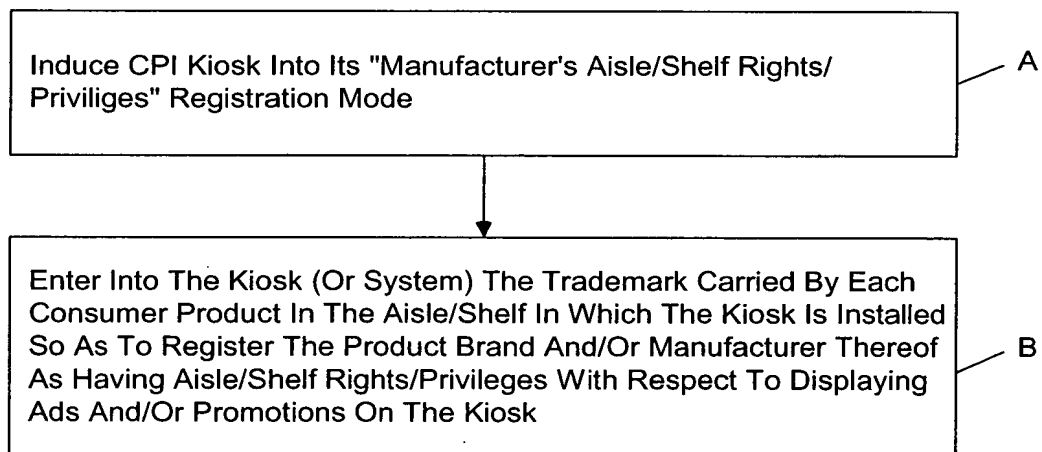 Induce CPI Kiosk Into Its "Manufacturer's Aisle/Shelf Rights/
Priviliges" Registration Mode
A
Enter Into The Kiosk (Or System) The Trademark Carried By Each
Consumer Product In The Aisle/Shelf In Which The Kiosk Is Installed
So As To Register The Product Brand And/Or Manufacturer Thereof
As Having Aisle/Shelf Rights/Privileges With Respect To Displaying
Ads And/Or Promotions On The Kiosk
B